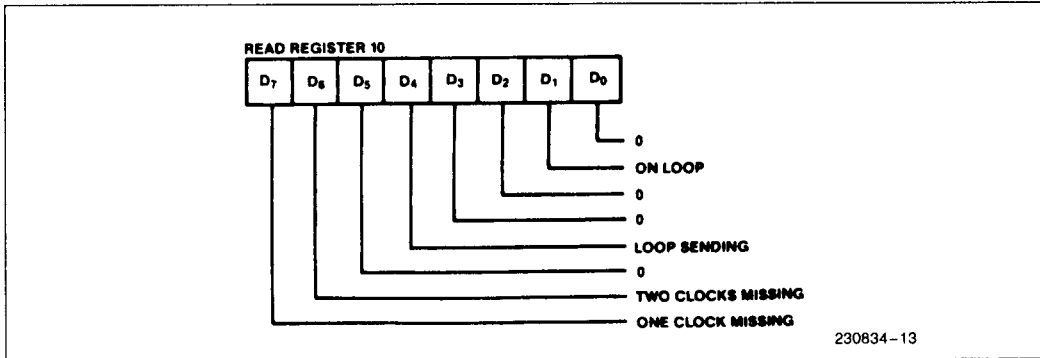 READ REGISTER 10
D7 D6 D5 D4 D3 D2 D1 D0
0
ON LOOP
0
0
LOOP SENDING
0
TWO CLOCKS MISSING
ONE CLOCK MISSING
230834-13